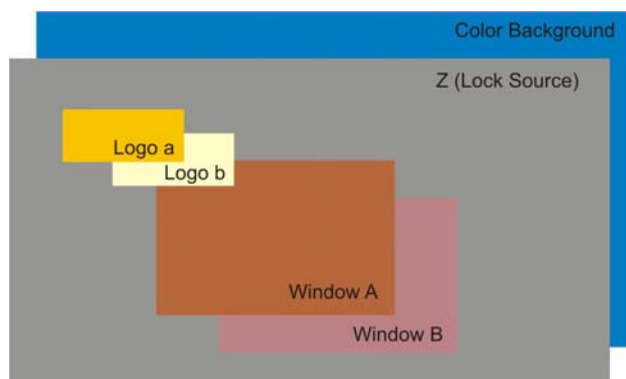 Color Background
Z (Lock Source)
Logo a
Logo b
Window A
Window B